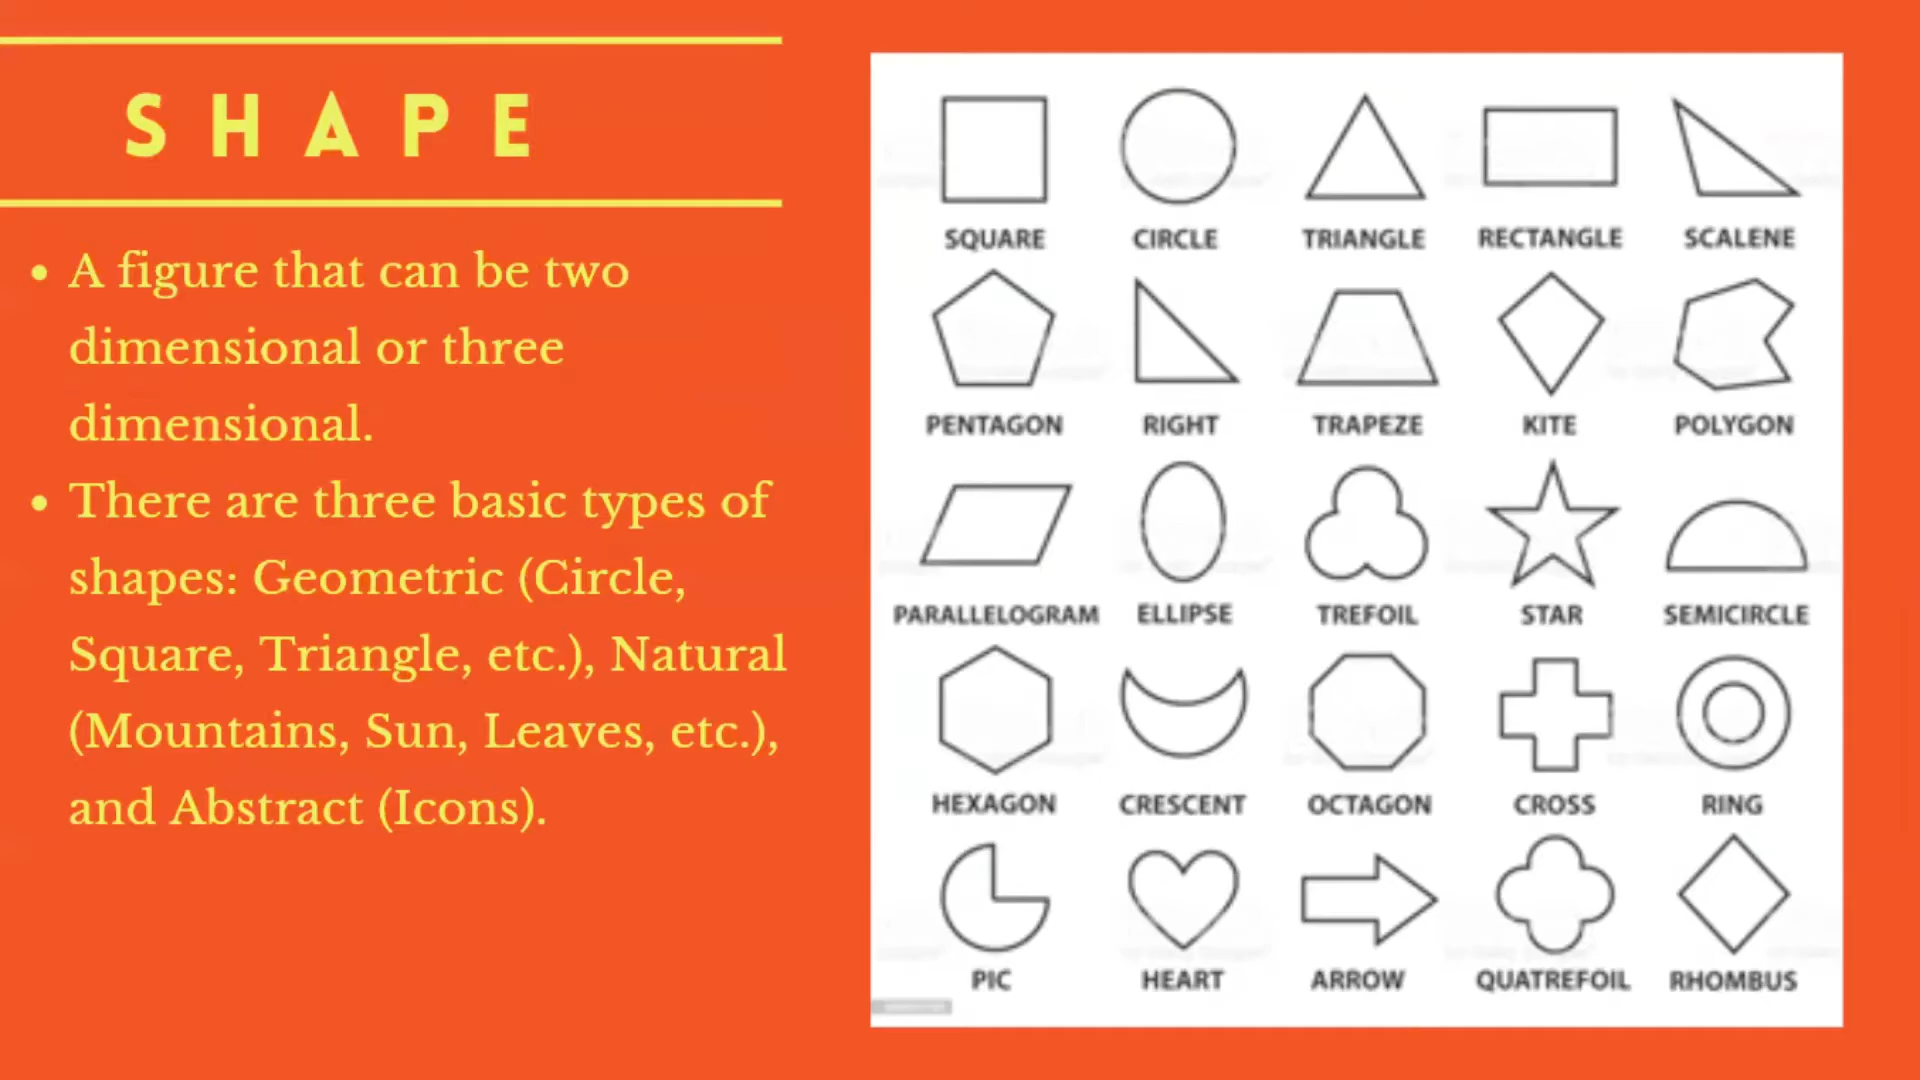 SHAPE
• A figure that can be two
dimensional or three
dimensional.
• There are three basic types of
shapes: Geometric (Circle,
Square, Triangle, etc.), Natural
(Mountains, Sun, Leaves, etc.),
and Abstract (Icons).
SQUARE CIRCLE TRIANGLE RECTANGLE SCALENE
PENTAGON RIGHT TRAPEZE KITE POLYGON
PARALLELOGRAM ELLIPSE TREFOIL STAR SEMICIRCLE
HEXAGON CRESCENT OCTAGON CROSS RING
PIC HEART ARROW QUATREFOIL RHOMBUS